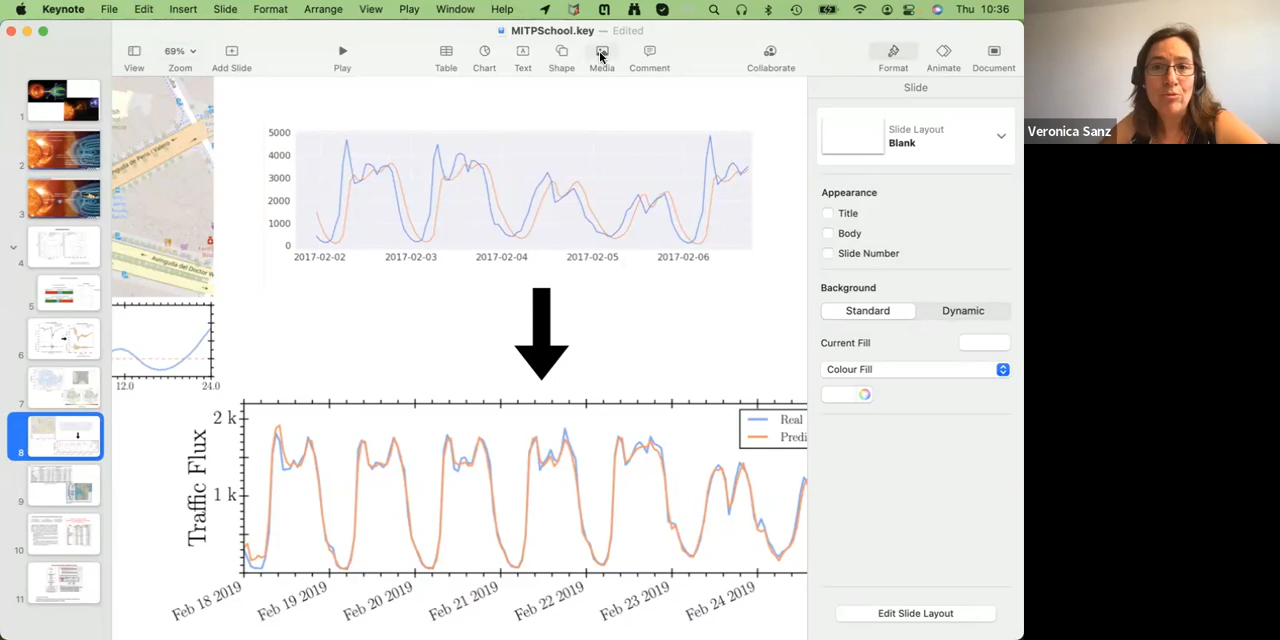 Keynote File Edit Insert Slide Format Arrange View Play Window Help Thu 10:36
MITPSchool.key — Edited
69%
View Zoom Add Slide Play Table Chart Text Shape Media Comment Collaborate Format Animate Document
Slide
Slide Layout
Blank
Appearance
Title
Body
Slide Number
Background
Standard Dynamic
Current Fill
Colour Fill
Edit Slide Layout
Veronica Sanz
1
2
3
4
5
6
7
8
9
10
11
12.0 24.0
5000
4000
3000
2000
1000
0
2017-02-02 2017-02-03 2017-02-04 2017-02-05 2017-02-06
2 k
1 k
Traffic Flux
Real
Predi
Feb 18 2019 Feb 19 2019 Feb 20 2019 Feb 21 2019 Feb 22 2019 Feb 23 2019 Feb 24 2019